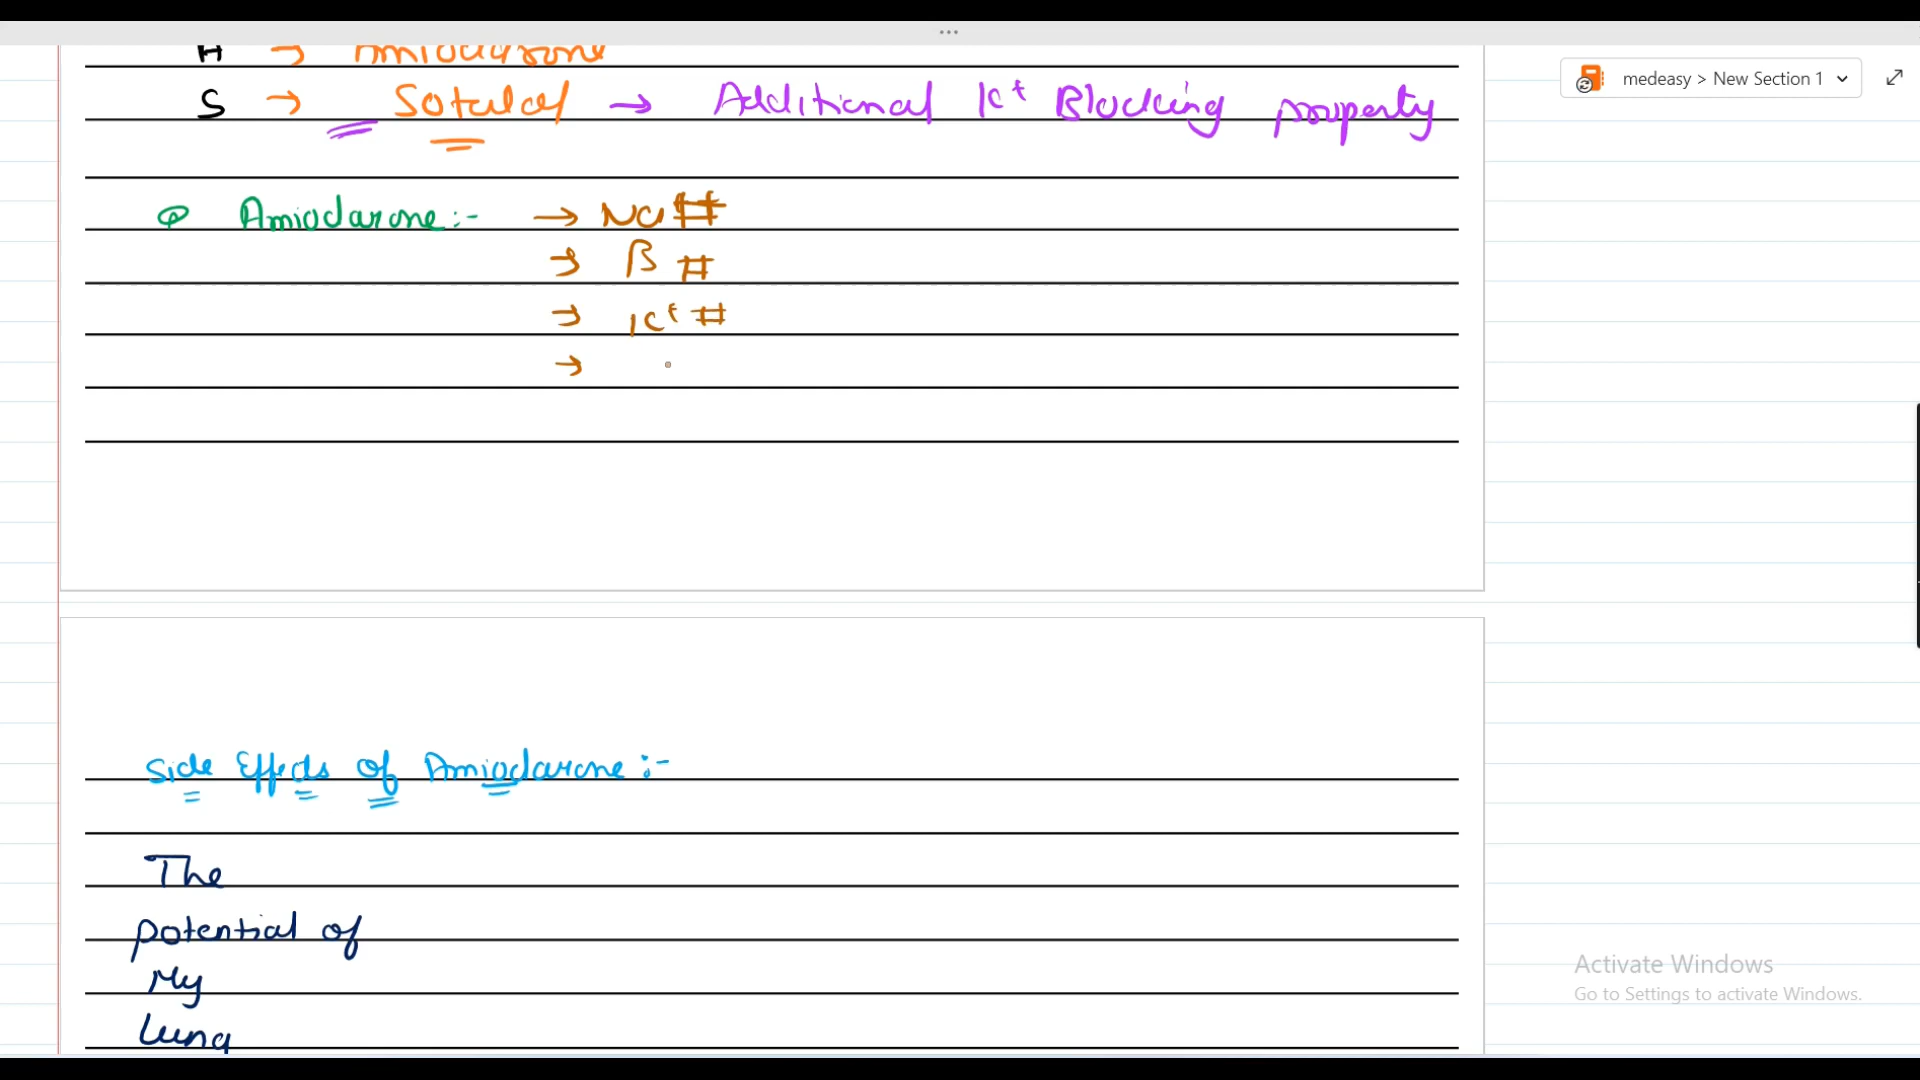 A → Amiodarone
S → Sotalol → Additional K+ Blocking property
Amiodarone:- → Na #
→ β #
→ K+ #
→
Side Effects of Amiodarone:-
The
potential of
My
Lung
medeasy > New Section 1
Activate Windows
Go to Settings to activate Windows.